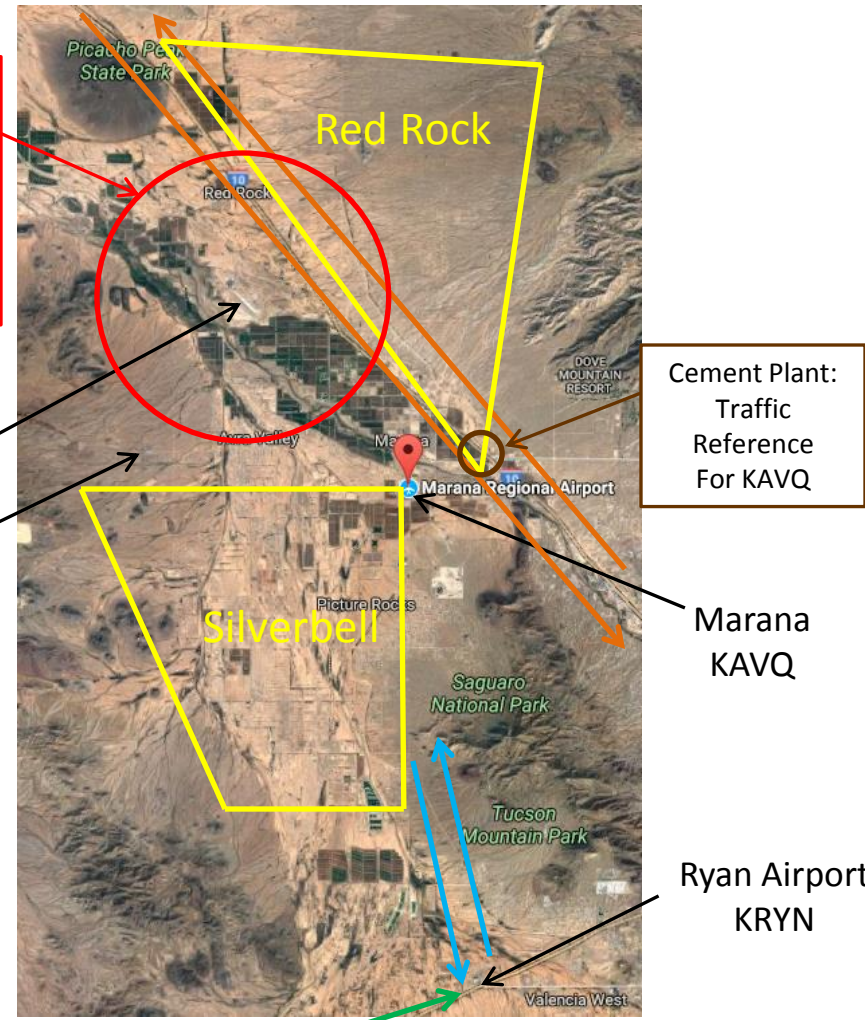 Picacho Peak
State Park
Red Rock
10
Red Rock
DOVE
MOUNTAIN
RESORT
Cement Plant:
Traffic
Reference
For KAVQ
Avra Valley
10
Marana Regional Airport
Picture Rocks
Silverbell
Marana
KAVQ
Saguaro
National Park
Tucson
Mountain Park
Ryan Airport
KRYN
Valencia West